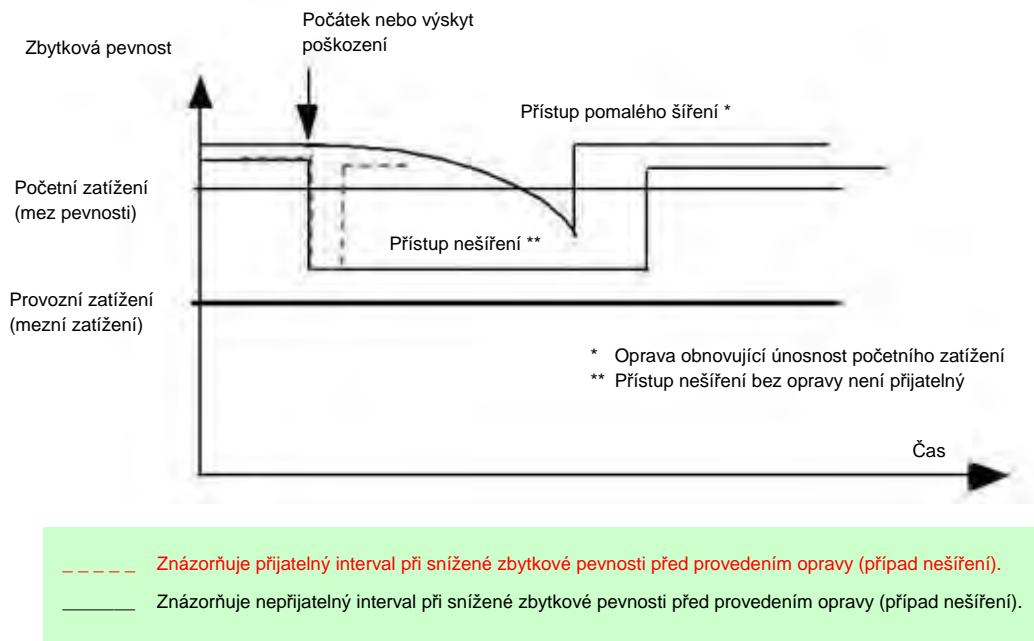 Počátek nebo výskyt
poškození
Zbytková pevnost
Přístup pomalého šíření *
Početní zatížení
(mez pevnosti)
Přístup nešíření **
Provozní zatížení
(mezní zatížení)
* Oprava obnovující únosnost početního zatížení
** Přístup nešíření bez opravy není přijatelný
Čas
_ _ _ _ _ Znázorňuje přijatelný interval při snížené zbytkové pevnosti před provedením opravy (případ nešíření).
_______ Znázorňuje nepřijatelný interval při snížené zbytkové pevnosti před provedením opravy (případ nešíření).